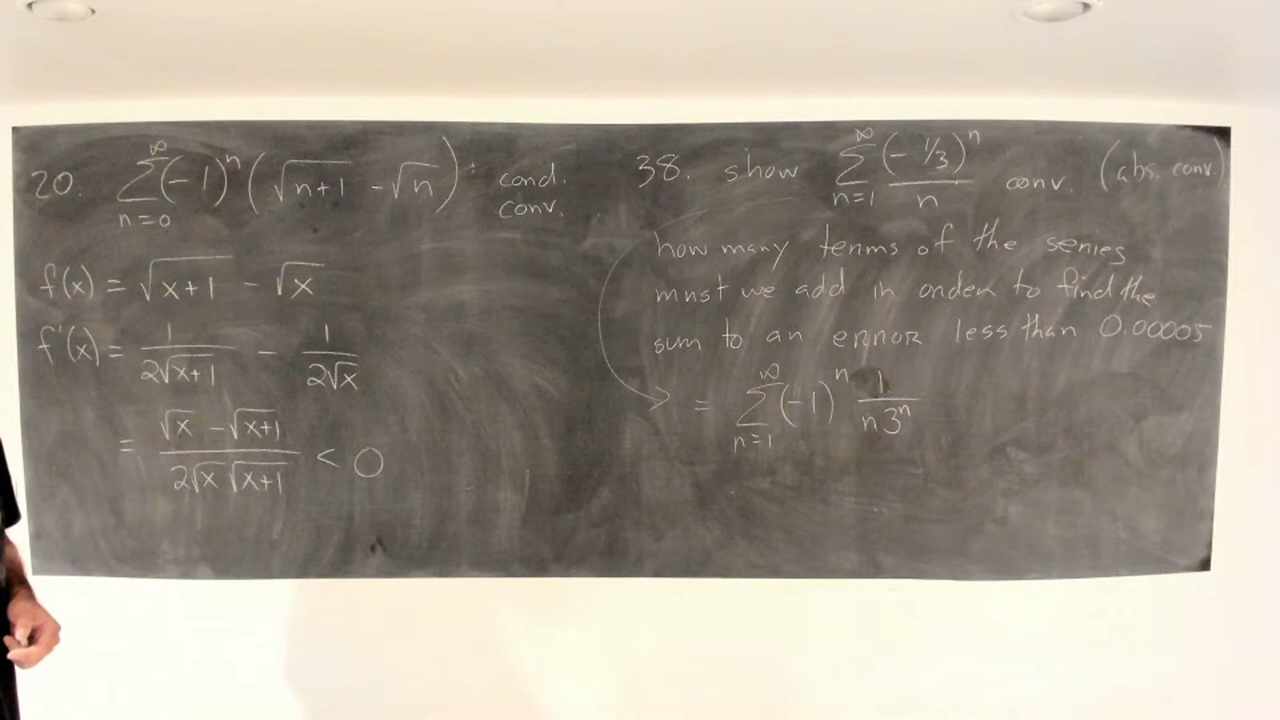 20. ∞∑n=0 (-1)^n (√(n+1) - √n) : cond. conv.
f(x) = √(x+1) - √x
f'(x) = 1/(2√(x+1)) - 1/(2√x)
= (√x - √(x+1))/(2√x √(x+1)) < 0
38. show ∞∑n=1 (-1/3)^n/n conv. (abs. conv.)
how many terms of the series
must we add in order to find the
sum to an error less than 0.00005
= ∞∑n=1 (-1)^n 1/(n3^n)